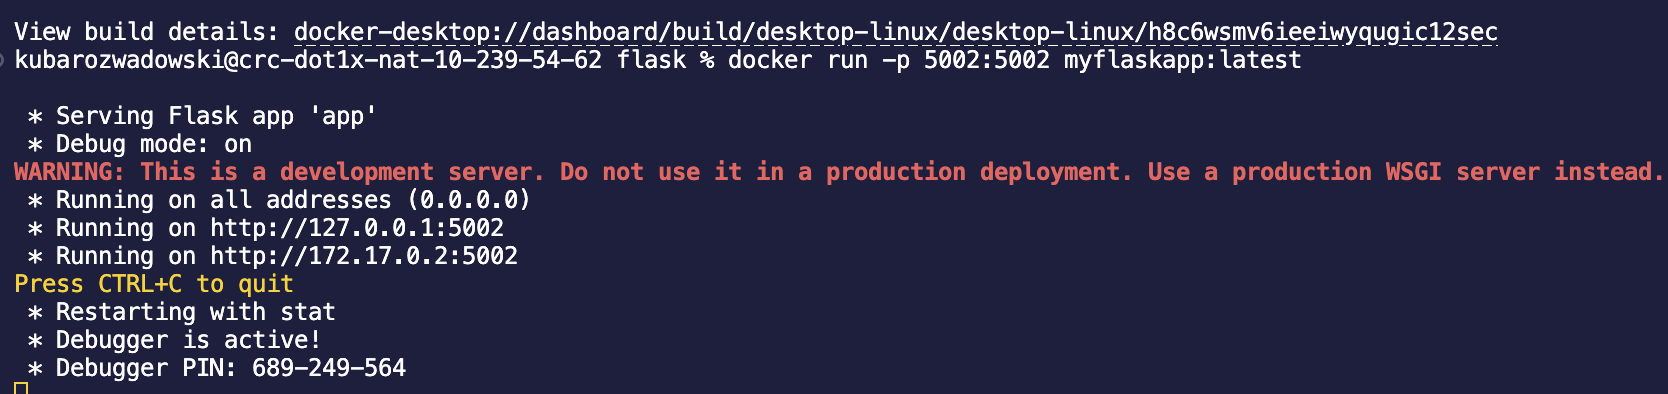 View build details: docker-desktop://dashboard/build/desktop-linux/desktop-linux/h8c6wsmv6ieeiwyqugic12sec
kubarozwadowski@crc-dot1x-nat-10-239-54-62 flask % docker run -p 5002:5002 myflaskapp:latest
* Serving Flask app 'app'
* Debug mode: on
WARNING: This is a development server. Do not use it in a production deployment. Use a production WSGI server instead.
* Running on all addresses (0.0.0.0)
* Running on http://127.0.0.1:5002
* Running on http://172.17.0.2:5002
Press CTRL+C to quit
* Restarting with stat
* Debugger is active!
* Debugger PIN: 689-249-564